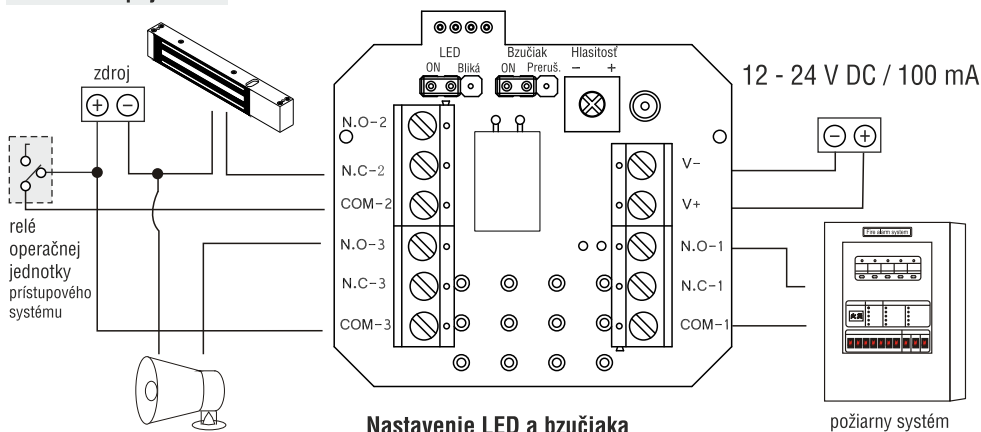 LED
Bzučiak
Hlasitosť
ON Bliká
ON Preruš.
− +
zdroj
+ −
12 - 24 V DC / 100 mA
− +
N.O-2
N.C-2
COM-2
N.O-3
N.C-3
COM-3
V-
V+
N.O-1
N.C-1
COM-1
relé
operačnej
jednotky
prístupového
systému
Fire alarm system
火災
požiarny systém
Nastavenie LED a bzučiaka